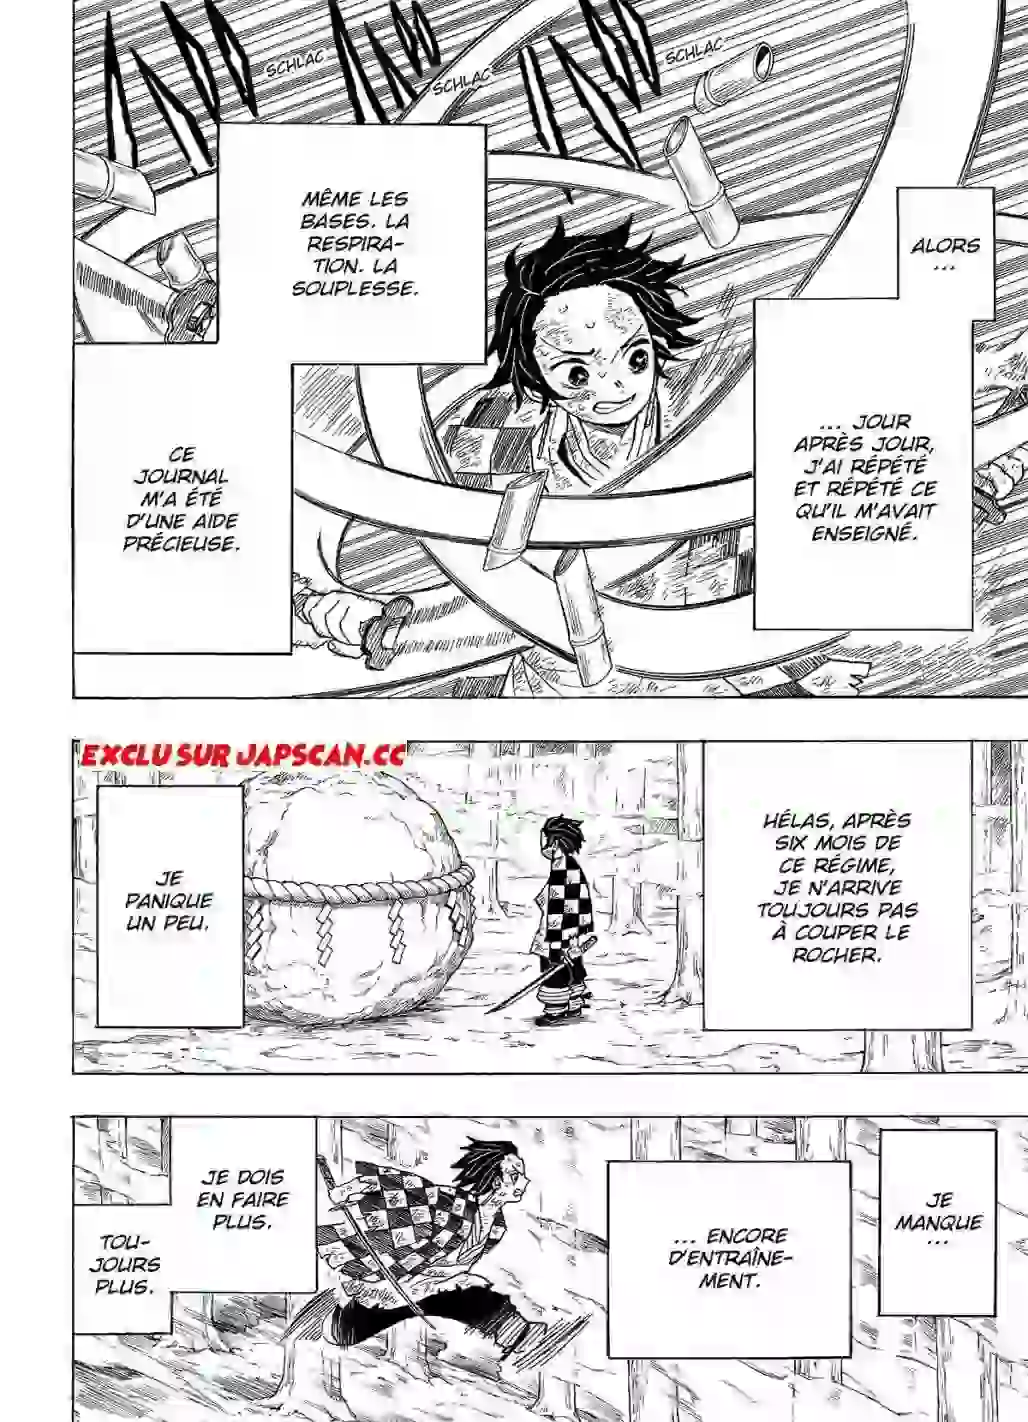 SCHLAC
SCHLAC
SCHLAC
ALORS
...
... JOUR
APRÈS JOUR,
J'AI RÉPÉTÉ
ET RÉPÉTÉ CE
QU'IL M'AVAIT
ENSEIGNÉ.
MÊME LES
BASES. LA
RESPIRA-
TION. LA
SOUPLESSE.
CE
JOURNAL
M'A ÉTÉ
D'UNE AIDE
PRÉCIEUSE.
EXCLU SUR JAPSCAN.CC
HÉLAS, APRÈS
SIX MOIS DE
CE RÉGIME,
JE N'ARRIVE
TOUJOURS PAS
À COUPER LE
ROCHER.
JE
PANIQUE
UN PEU.
JE
MANQUE
...
... ENCORE
D'ENTRAÎNE-
MENT.
JE DOIS
EN FAIRE
PLUS.
TOU-
JOURS
PLUS.